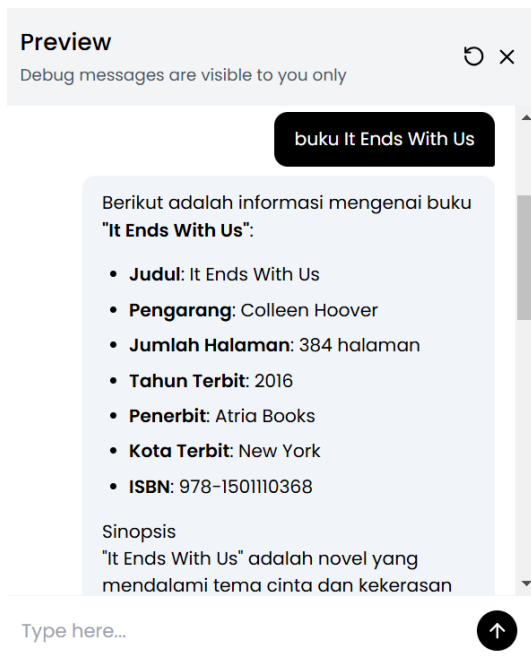 Preview
Debug messages are visible to you only
buku It Ends With Us
Berikut adalah informasi mengenai buku
"It Ends With Us":
• Judul: It Ends With Us
• Pengarang: Colleen Hoover
• Jumlah Halaman: 384 halaman
• Tahun Terbit: 2016
• Penerbit: Atria Books
• Kota Terbit: New York
• ISBN: 978-1501110368
Sinopsis
"It Ends With Us" adalah novel yang
mendalami tema cinta dan kekerasan
Type here...